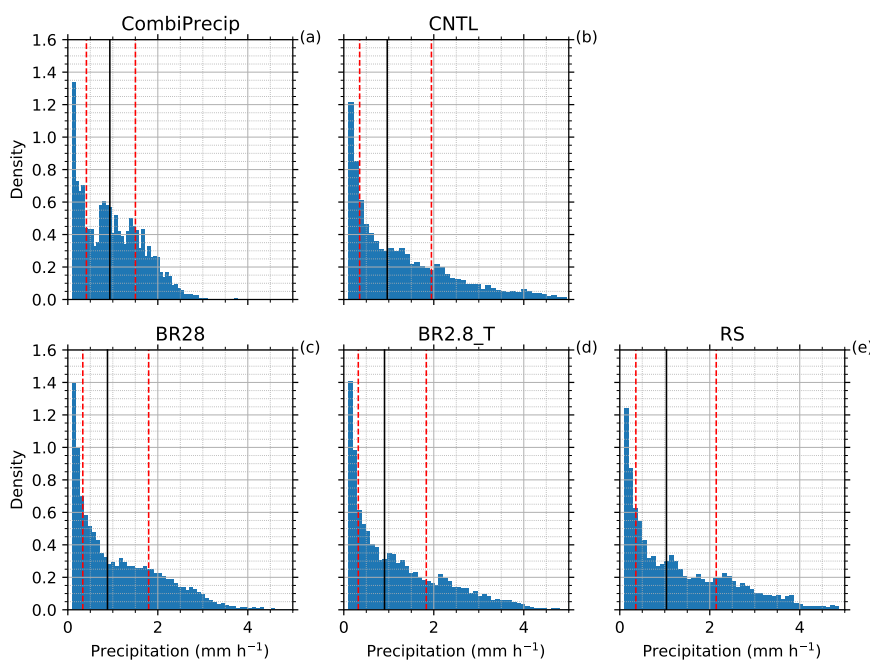 CombiPrecip
(a)
CNTL
(b)
1.6
1.4
1.2
1.0
0.8
0.6
0.4
0.2
0.0
Density
BR28
(c)
BR2.8_T
(d)
RS
(e)
1.6
1.4
1.2
1.0
0.8
0.6
0.4
0.2
0.0
Density
0 2 4
0 2 4
0 2 4
Precipitation (mm h⁻¹)
Precipitation (mm h⁻¹)
Precipitation (mm h⁻¹)